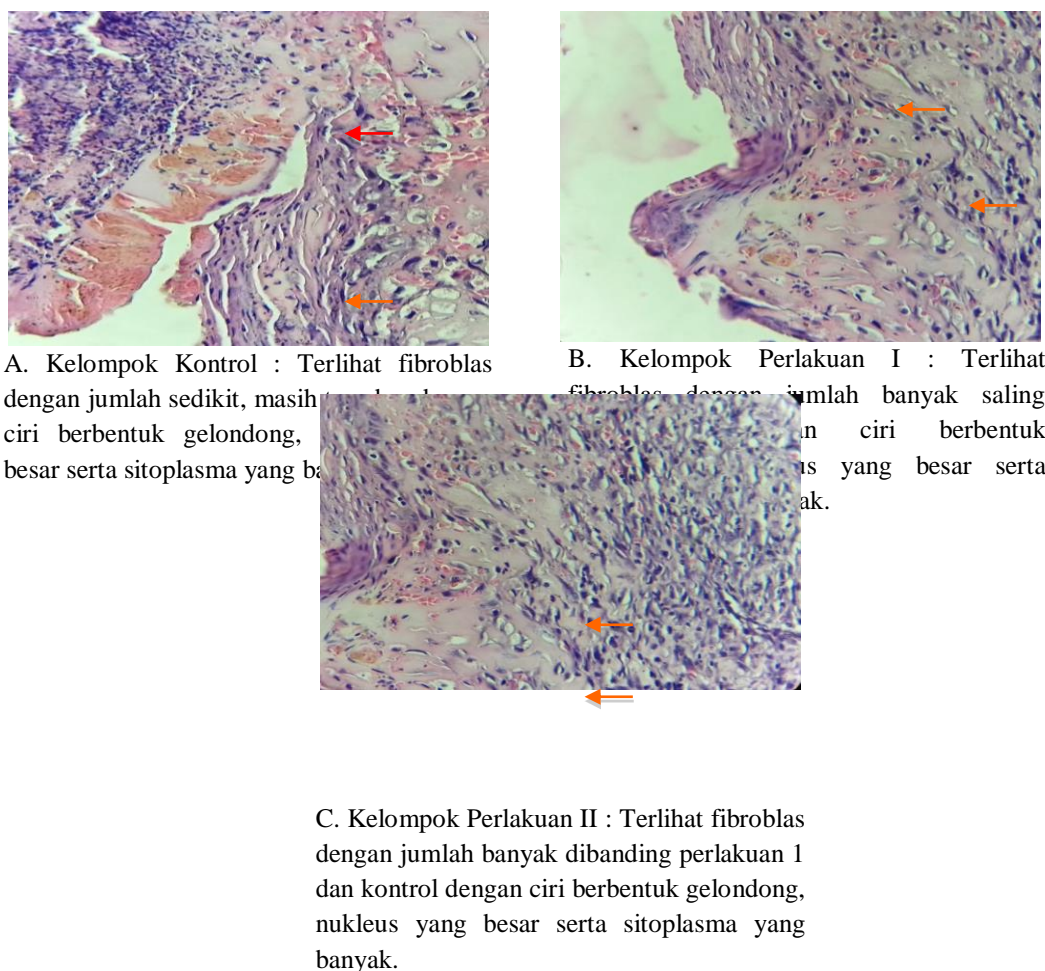 A. Kelompok Kontrol : Terlihat fibroblas
dengan jumlah sedikit, masih
ciri berbentuk gelondong,
besar serta sitoplasma yang
B. Kelompok Perlakuan I : Terlihat
fibroblas dengan jumlah banyak saling
ciri berbentuk
yang besar serta
C. Kelompok Perlakuan II : Terlihat fibroblas
dengan jumlah banyak dibanding perlakuan 1
dan kontrol dengan ciri berbentuk gelondong,
nukleus yang besar serta sitoplasma yang
banyak.